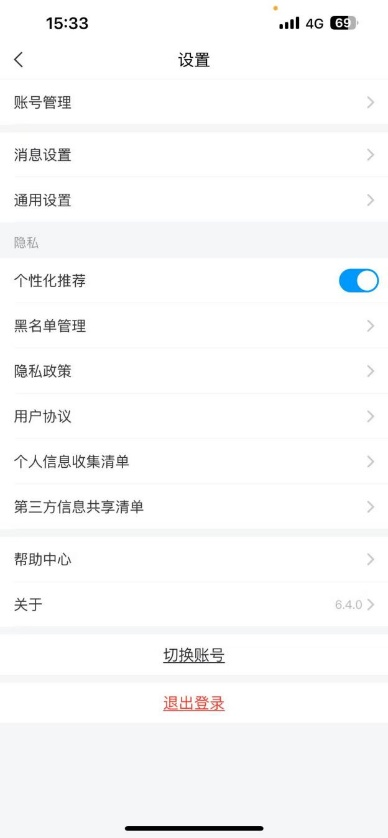 15:33
4G 69
设置
账号管理
消息设置
通用设置
隐私
个性化推荐
黑名单管理
隐私政策
用户协议
个人信息收集清单
第三方信息共享清单
帮助中心
关于 6.4.0
切换账号
退出登录